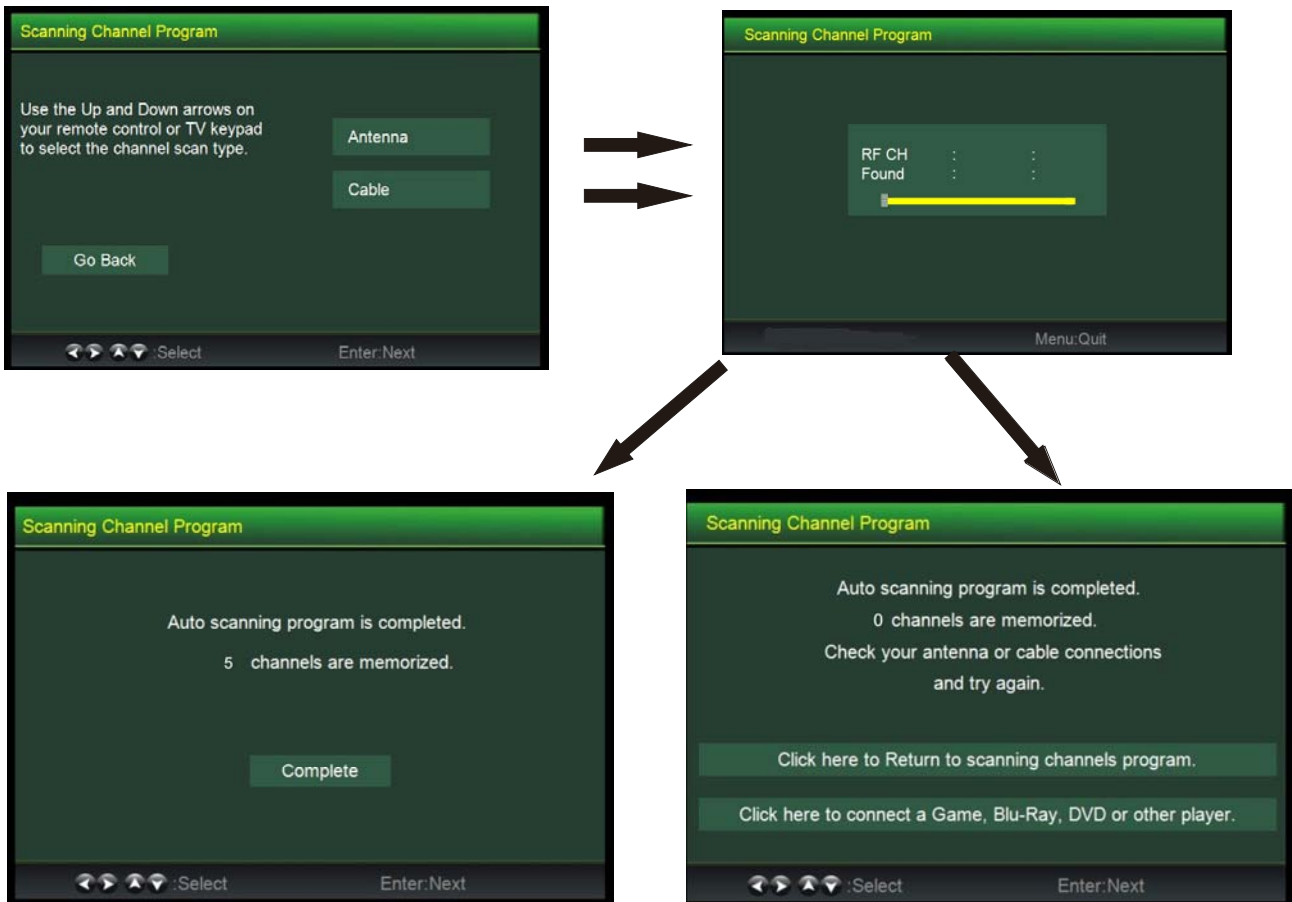 Scanning Channel Program
Use the Up and Down arrows on
your remote control or TV keypad
to select the channel scan type.
Antenna
Cable
Go Back
:Select
Enter:Next
Scanning Channel Program
RF CH : :
Found : :
Menu:Quit
Scanning Channel Program
Auto scanning program is completed.
5 channels are memorized.
Complete
:Select
Enter:Next
Scanning Channel Program
Auto scanning program is completed.
0 channels are memorized.
Check your antenna or cable connections
and try again.
Click here to Return to scanning channels program.
Click here to connect a Game, Blu-Ray, DVD or other player.
:Select
Enter:Next